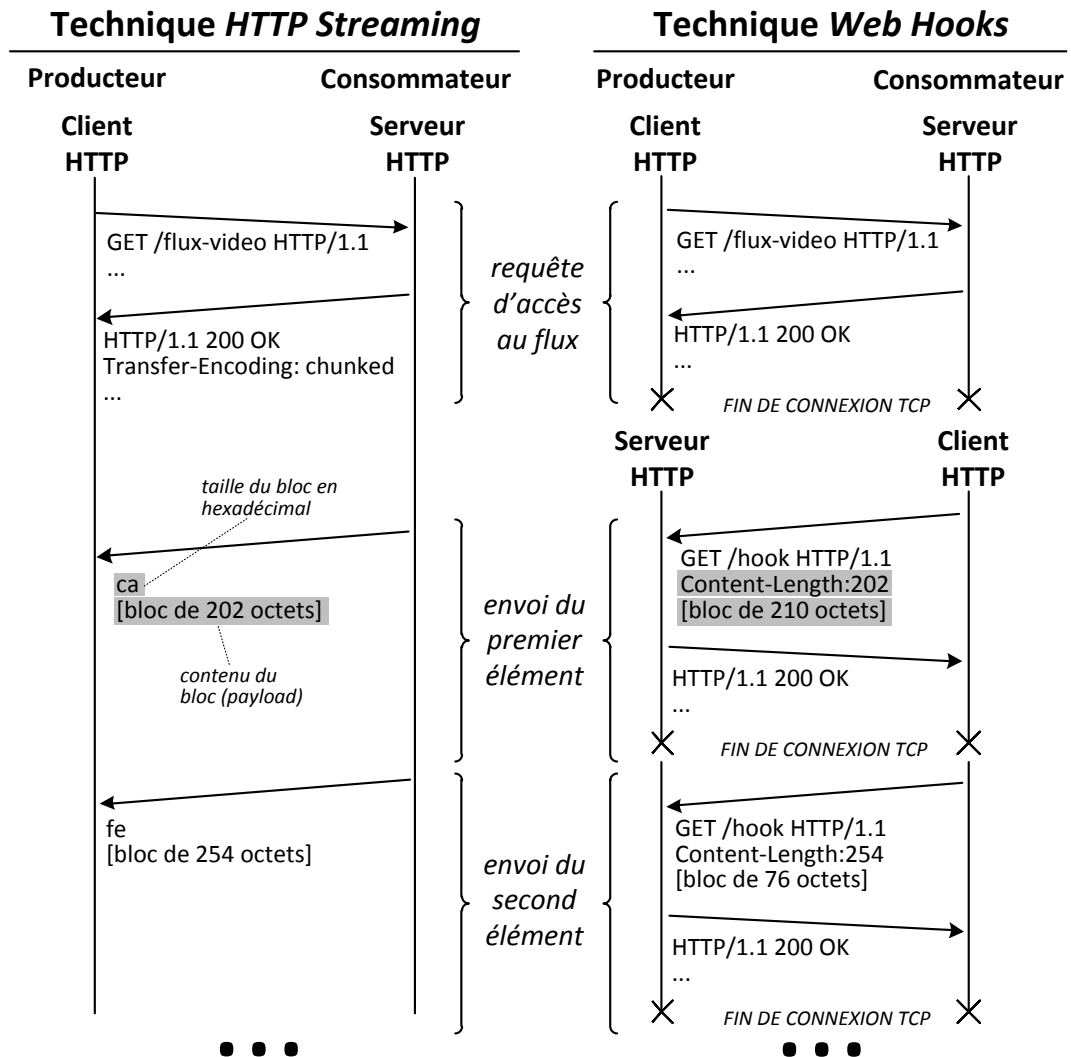 Technique HTTP Streaming
Producteur
Consommateur
Client
HTTP
Serveur
HTTP
GET /flux-video HTTP/1.1
...
HTTP/1.1 200 OK
Transfer-Encoding: chunked
...
taille du bloc en
hexadécimal
ca
[bloc de 202 octets]
contenu du
bloc (payload)
fe
[bloc de 254 octets]
requête
d'accès
au flux
envoi du
premier
élément
envoi du
second
élément
Technique Web Hooks
Producteur
Consommateur
Client
HTTP
Serveur
HTTP
GET /flux-video HTTP/1.1
...
HTTP/1.1 200 OK
...
FIN DE CONNEXION TCP
Serveur
HTTP
Client
HTTP
GET /hook HTTP/1.1
Content-Length:202
[bloc de 210 octets]
HTTP/1.1 200 OK
...
FIN DE CONNEXION TCP
GET /hook HTTP/1.1
Content-Length:254
[bloc de 76 octets]
HTTP/1.1 200 OK
...
FIN DE CONNEXION TCP